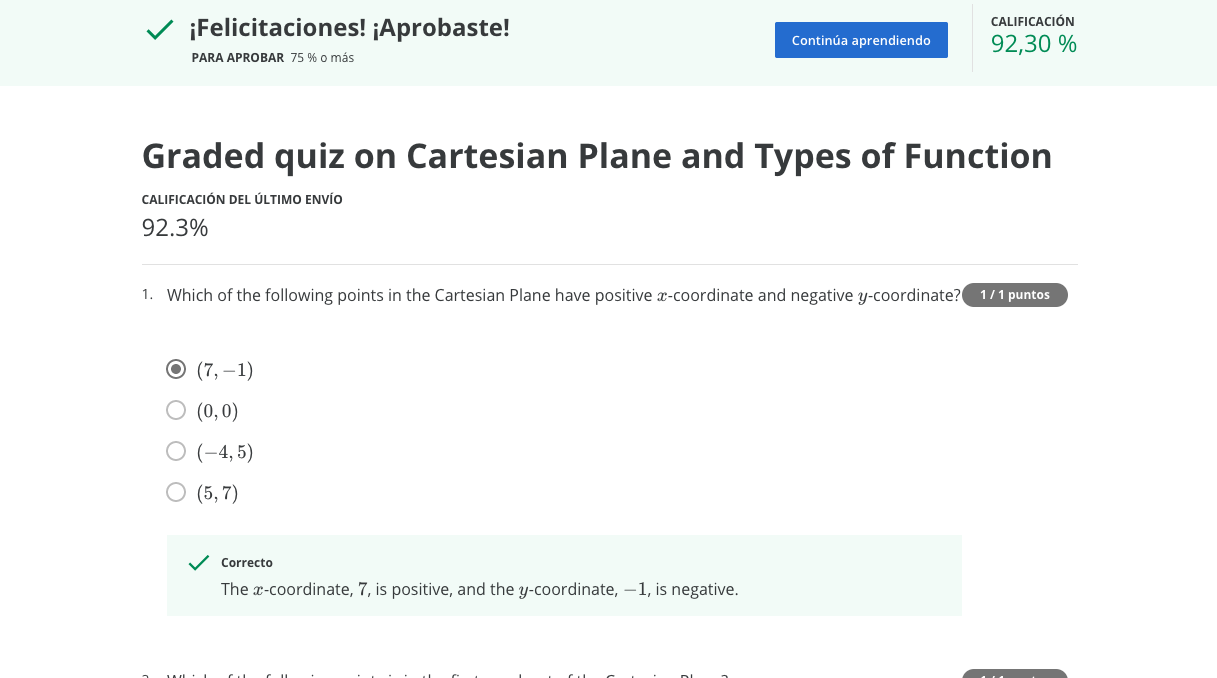 ¡Felicitaciones! ¡Aprobaste!
PARA APROBAR 75 % o más
Continúa aprendiendo
CALIFICACIÓN
92,30 %
Graded quiz on Cartesian Plane and Types of Function
CALIFICACIÓN DEL ÚLTIMO ENVÍO
92.3%
1. Which of the following points in the Cartesian Plane have positive x-coordinate and negative y-coordinate? 1 / 1 puntos
(7, −1)
(0, 0)
(−4, 5)
(5, 7)
Correcto
The x-coordinate, 7, is positive, and the y-coordinate, −1, is negative.